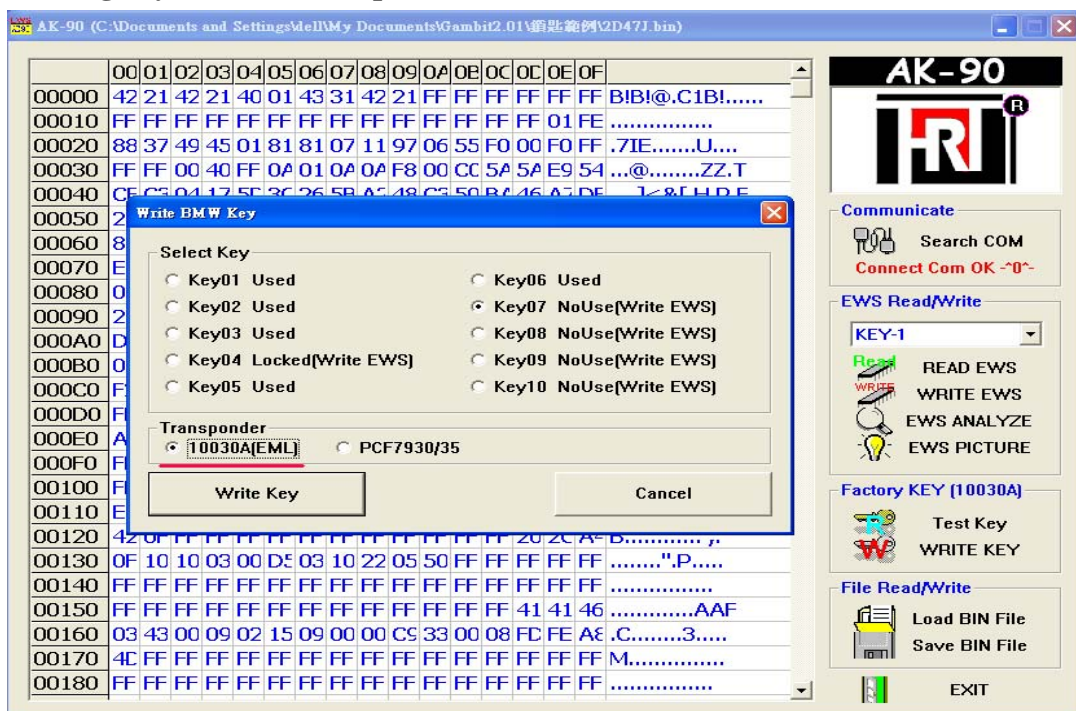 AK-90 (C:\Documents and Settings\dell\My Documents\Gambit2.01\鎖匙範例\2D47J.bin)
00 01 02 03 04 05 06 07 08 09 0A 0B 0C 0D 0E 0F
00000 42 21 42 21 40 01 43 31 42 21 FF FF FF FF FF FF B!B!@.C1B!......
00010 FF FF FF FF FF FF FF FF FF FF FF FF FF FF 01 FE ................
00020 88 37 49 45 01 81 81 07 11 97 06 55 F0 00 F0 FF .7IE.......U....
00030 FF FF 00 40 FF 0A 01 0A 0A F8 00 CC 5A 5A E9 54 ...@........ZZ.T
00040
00050 2
00060 8
00070 E
00080 0
00090 2
000A0 D
000B0 0
000C0 F
000D0 F
000E0 A
000F0 F
00100 F
00110 E
00120
00130 0F 10 10 03 00 D5 03 10 22 05 50 FF FF FF FF FF ........".P.....
00140 FF FF FF FF FF FF FF FF FF FF FF FF FF FF FF FF ................
00150 FF FF FF FF FF FF FF FF FF FF FF FF FF 41 41 46 .............AAF
00160 03 43 00 09 02 15 09 00 00 C9 33 00 08 FD FE A8 .C........3.....
00170 4D FF FF FF FF FF FF FF FF FF FF FF FF FF FF FF M...............
00180 FF FF FF FF FF FF FF FF FF FF FF FF FF FF FF FF ................
Write BMW Key
Select Key
Key01 Used
Key02 Used
Key03 Used
Key04 Locked(Write EWS)
Key05 Used
Key06 Used
Key07 NoUse(Write EWS)
Key08 NoUse(Write EWS)
Key09 NoUse(Write EWS)
Key10 NoUse(Write EWS)
Transponder
10030A(EML)
PCF7930/35
Write Key
Cancel
AK-90
HRT ®
Communicate
Search COM
Connect Com OK -^0^-
EWS Read/Write
KEY-1
Read
READ EWS
WRITE
WRITE EWS
EWS ANALYZE
EWS PICTURE
Factory KEY (10030A)
R
Test Key
W
WRITE KEY
File Read/Write
Load BIN File
Save BIN File
EXIT